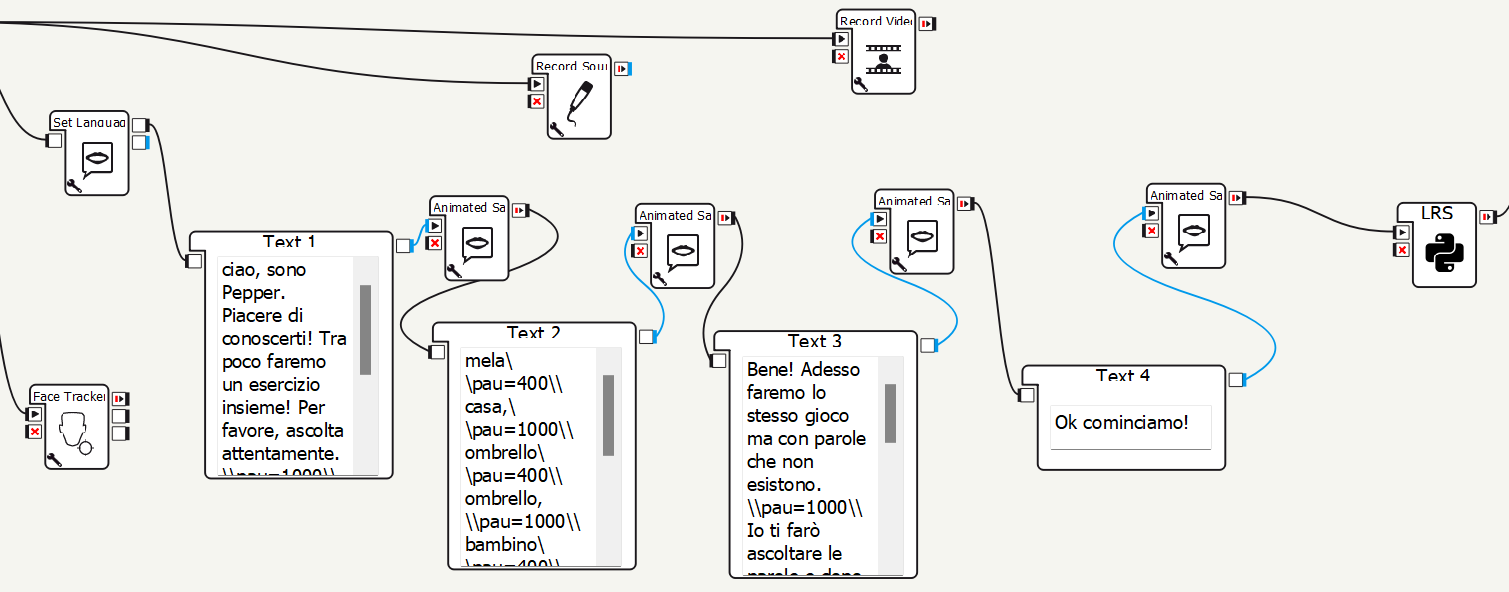 Record Video
Record Soun
Set Languag
Animated Sa
Animated Sa
Animated Sa
Animated Sa
LRS
Text 1
ciao, sono
Pepper.
Piacere di
conoscerti! Tra
poco faremo
un esercizio
insieme! Per
favore, ascolta
attentamente.
\\pau=1000\\
Text 2
mela\
\pau=400\\
casa,\
\pau=1000\\
ombrello\
\pau=400\\
ombrello,
\\pau=1000\\
bambino\
\pau=400\\
Text 3
Bene! Adesso
faremo lo
stesso gioco
ma con parole
che non
esistono.
\\pau=1000\\
Io ti farò
ascoltare le
parole e dopo
Text 4
Ok cominciamo!
Face Tracker